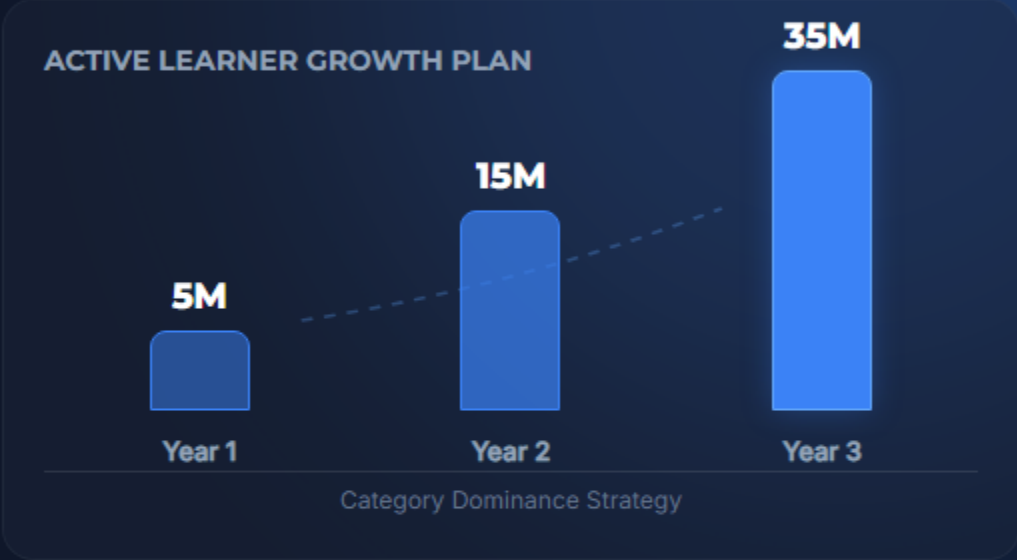 ACTIVE LEARNER GROWTH PLAN
35M
15M
5M
Year 1 Year 2 Year 3
Category Dominance Strategy